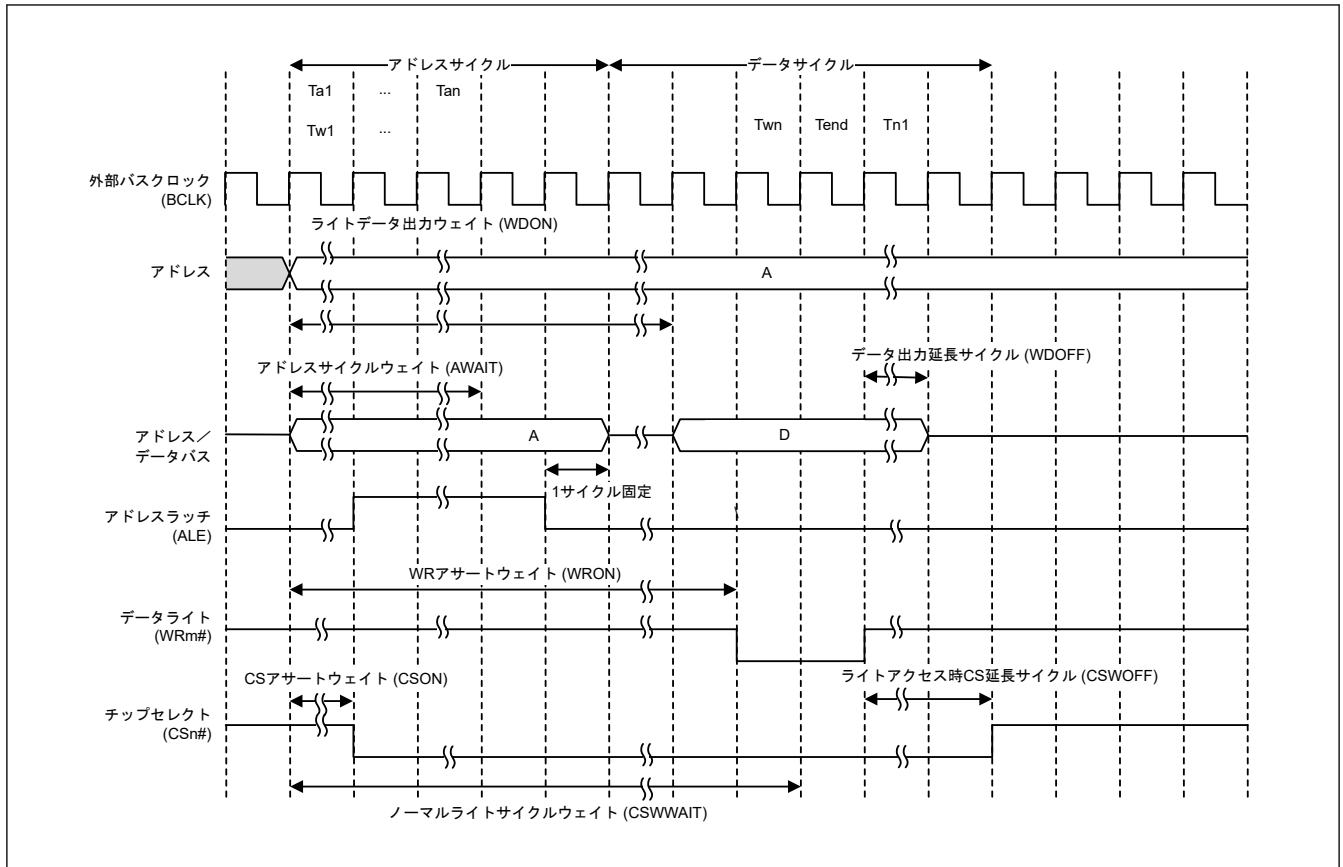 アドレスサイクル データサイクル
Ta1 ... Tan
Tw1 ... Twn Tend Tn1
外部バスクロック
(BCLK)
ライトデータ出力ウェイト (WDON)
アドレス
A
データ出力延長サイクル (WDOFF)
アドレスサイクルウェイト (AWAIT)
アドレス／
データバス
A D
1サイクル固定
アドレスラッチ
(ALE)
WRアサートウェイト (WRON)
データライト
(WRm#)
CSアサートウェイト (CSON)
ライトアクセス時CS延長サイクル (CSWOFF)
チップセレクト
(CSn#)
ノーマルライトサイクルウェイト (CSWWAIT)